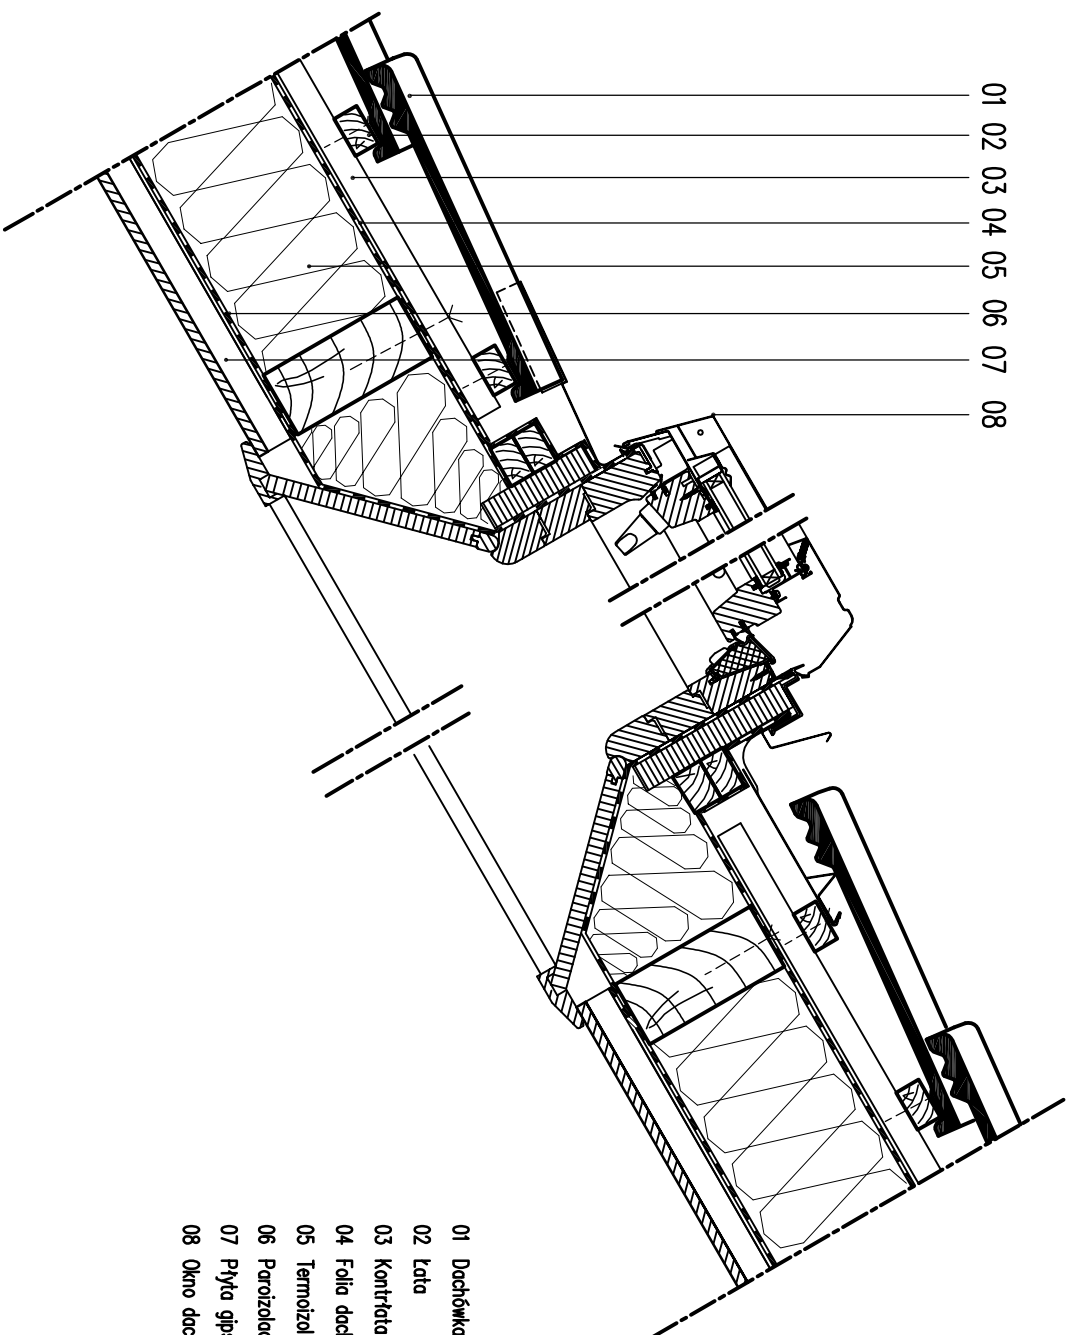 01
02
03
04
05
06
07
08
01 Dachówka
02 Łata
03 Kontrłata
04 Folia dach
05 Termoizol
06 Paroizolac
07 Płyta gips
08 Okno dac